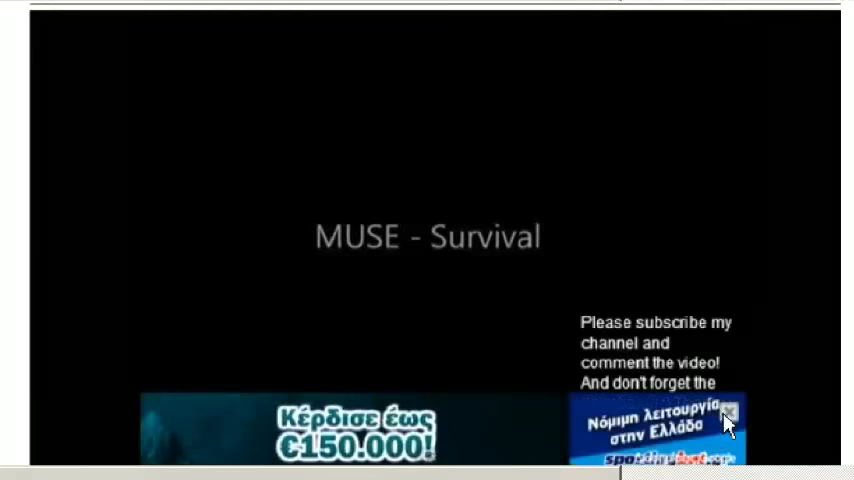 MUSE - Survival
Please subscribe my
channel and
comment the video!
And don't forget the
Κέρδισε έως
€150.000!
Νόμιμη λειτουργία
στην Ελλάδα